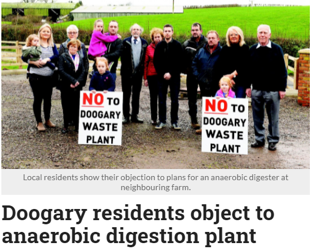 NO TO
DOOGARY
WASTE
PLANT
NO TO
DOOGARY
WASTE
PLANT
Local residents show their objection to plans for an anaerobic digester at
neighbouring farm.
Doogary residents object to
anaerobic digestion plant